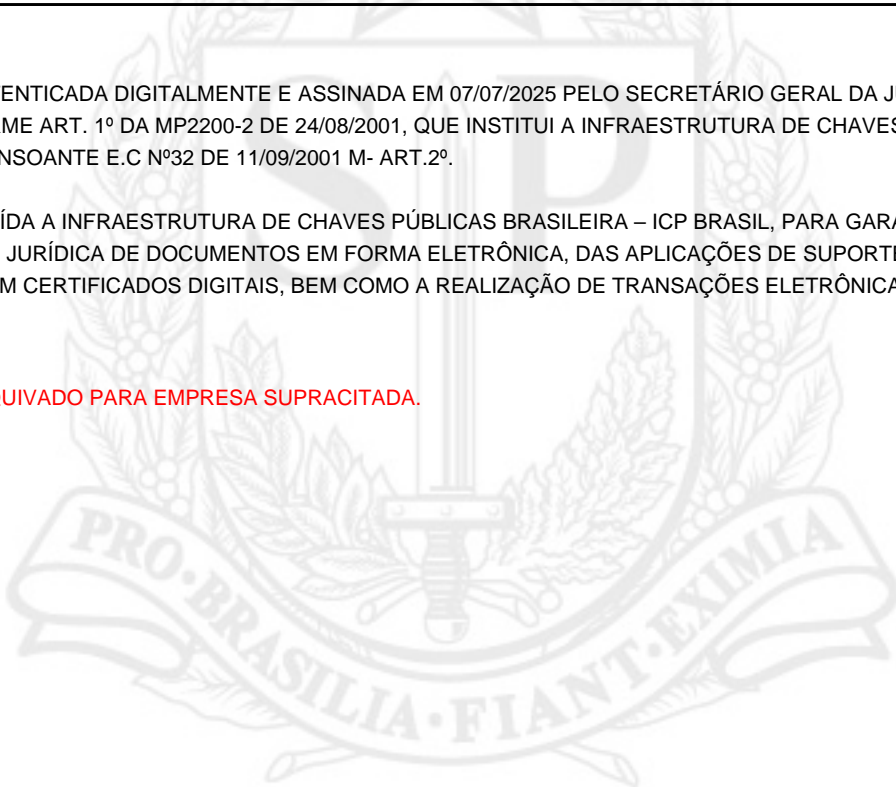 ENTICADA DIGITALMENTE E ASSINADA EM 07/07/2025 PELO SECRETÁRIO GERAL DA J
ME ART. 1º DA MP2200-2 DE 24/08/2001, QUE INSTITUI A INFRAESTRUTURA DE CHAVES
NSOANTE E.C Nº32 DE 11/09/2001 M- ART.2º.
ÍDA A INFRAESTRUTURA DE CHAVES PÚBLICAS BRASILEIRA – ICP BRASIL, PARA GARA
JURÍDICA DE DOCUMENTOS EM FORMA ELETRÔNICA, DAS APLICAÇÕES DE SUPORTE
M CERTIFICADOS DIGITAIS, BEM COMO A REALIZAÇÃO DE TRANSAÇÕES ELETRÔNICA
UIVADO PARA EMPRESA SUPRACITADA.
SP
PRO·BRASILIA·FIANT·EXIMIA